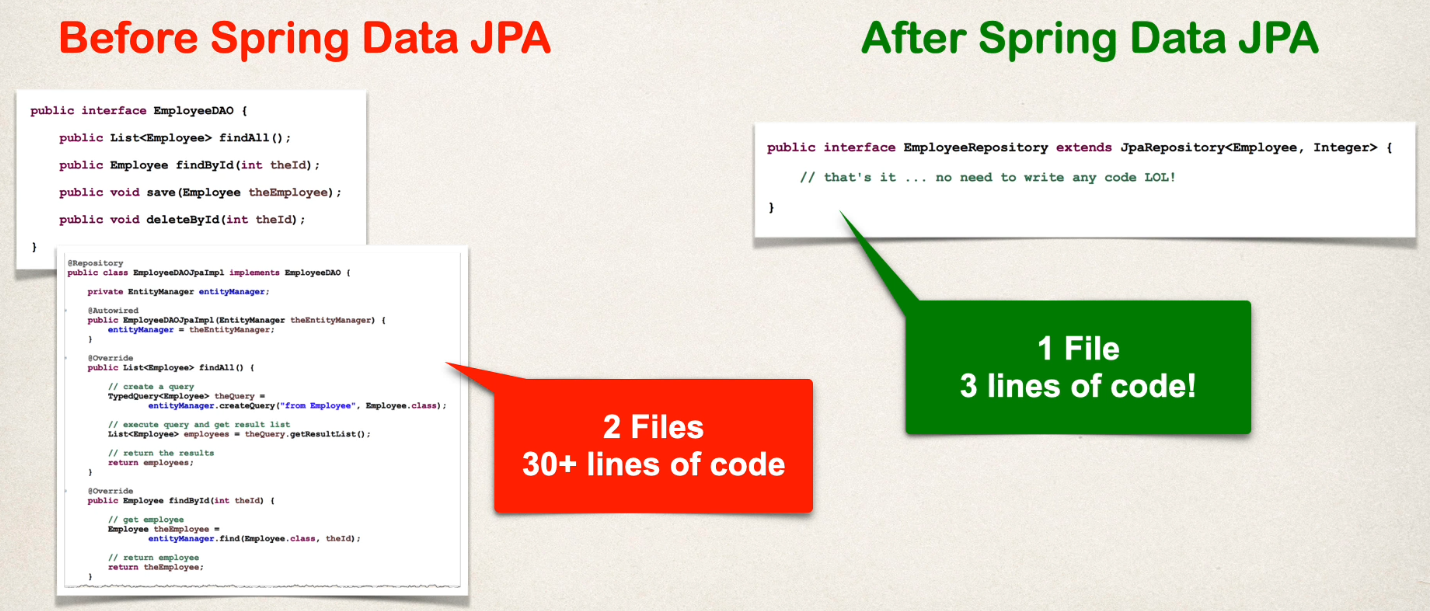 Before Spring Data JPA
public interface EmployeeDAO {
public List<Employee> findAll();
public Employee findById(int theId);
public void save(Employee theEmployee);
public void deleteById(int theId);
}
@Repository
public class EmployeeDAOJpaImpl implements EmployeeDAO {
private EntityManager entityManager;
@Autowired
public EmployeeDAOJpaImpl(EntityManager theEntityManager) {
entityManager = theEntityManager;
}
@Override
public List<Employee> findAll() {
// create a query
TypedQuery<Employee> theQuery =
entityManager.createQuery("from Employee", Employee.class);
// execute query and get result list
List<Employee> employees = theQuery.getResultList();
// return the results
return employees;
}
@Override
public Employee findById(int theId) {
// get employee
Employee theEmployee =
entityManager.find(Employee.class, theId);
// return employee
return theEmployee;
}
2 Files
30+ lines of code
After Spring Data JPA
public interface EmployeeRepository extends JpaRepository<Employee, Integer> {
// that's it ... no need to write any code LOL!
}
1 File
3 lines of code!